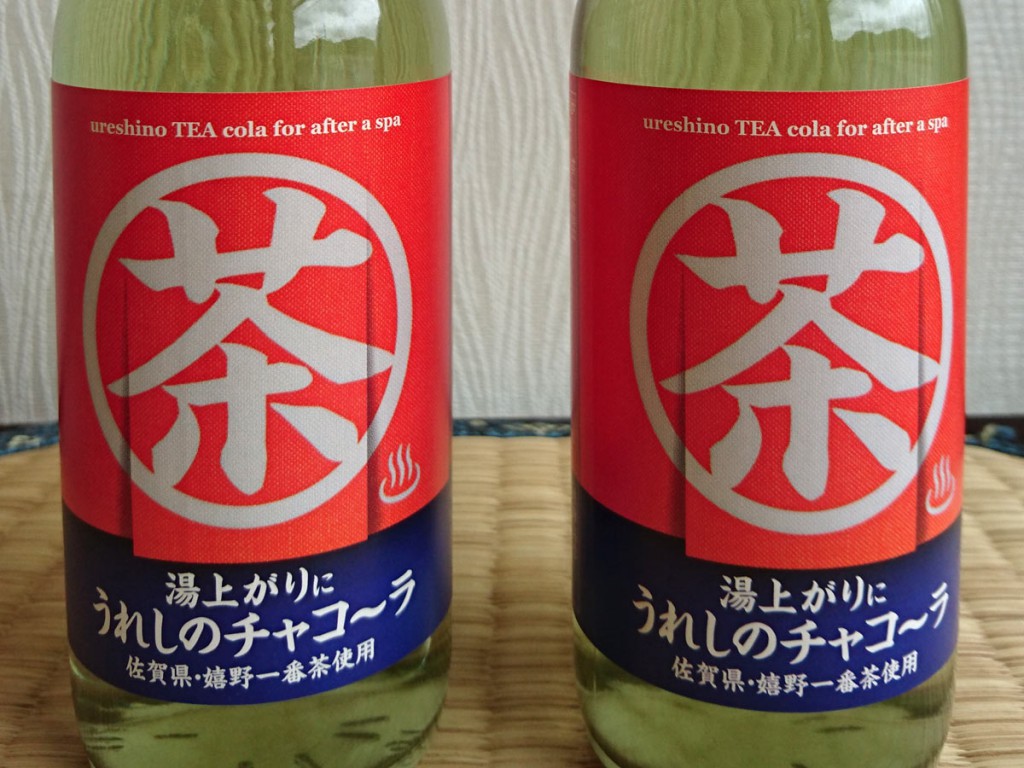 ureshino TEA cola for after a spa
茶
湯上がりに
うれしのチャコ〜ラ
佐賀県・嬉野一番茶使用
ureshino TEA cola for after a spa
茶
湯上がりに
うれしのチャコ〜ラ
佐賀県・嬉野一番茶使用